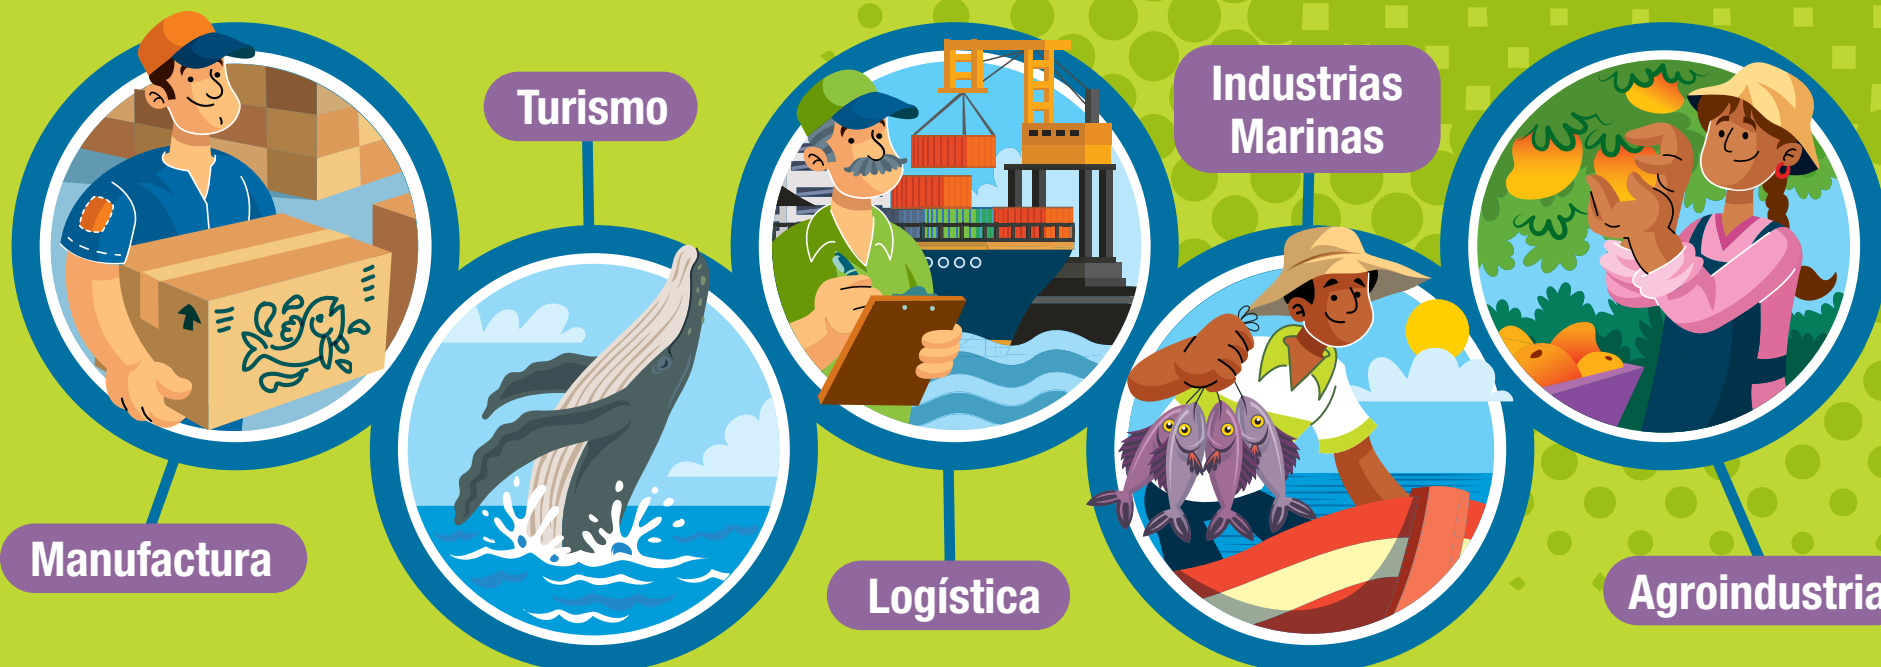 Manufactura
Turismo
Logística
Industrias
Marinas
Agroindustria